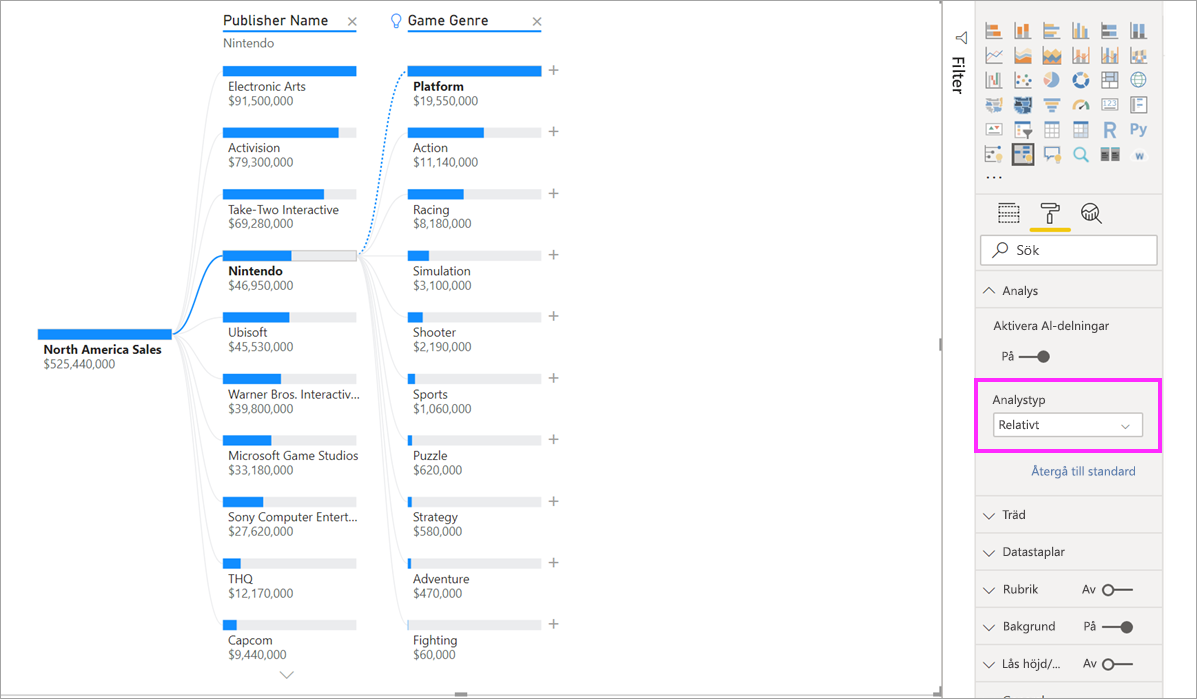 Publisher Name
Nintendo
Game Genre
North America Sales
$525,440,000
Electronic Arts
$91,500,000
Activision
$79,300,000
Take-Two Interactive
$69,280,000
Nintendo
$46,950,000
Ubisoft
$45,530,000
Warner Bros. Interactiv...
$39,800,000
Microsoft Game Studios
$33,180,000
Sony Computer Entert...
$27,620,000
THQ
$12,170,000
Capcom
$9,440,000
Platform
$19,550,000
Action
$11,140,000
Racing
$8,180,000
Simulation
$3,100,000
Shooter
$2,190,000
Sports
$1,060,000
Puzzle
$620,000
Strategy
$580,000
Adventure
$470,000
Fighting
$60,000
Filter
123
R Py
W
...
Sök
Analys
Aktivera AI-delningar
På
Analystyp
Relativt
Återgå till standard
Träd
Datastaplar
Rubrik Av
Bakgrund På
Lås höjd/... Av